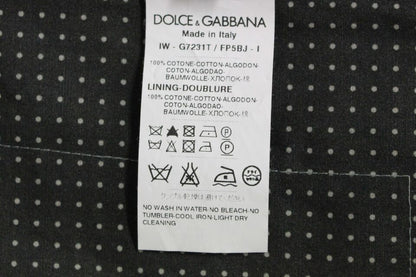 DOLCE & GABBANA
Made in Italy
IW - G7231T / FP5BJ - I
100% COTONE-COTTON-ALGODON-
COTON-ALGODAO-
BAUMWOLLE-ХЛОПОК-棉
LINING-DOUBLURE
100% COTONE-COTTON-ALGODON-
COTON-ALGODAO-
BAUMWOLLE-ХЛОПОК-棉
NO WASH IN WATER-NO BLEACH-NO
TUMBLER-COOL IRON-LIGHT DRY
CLEANING